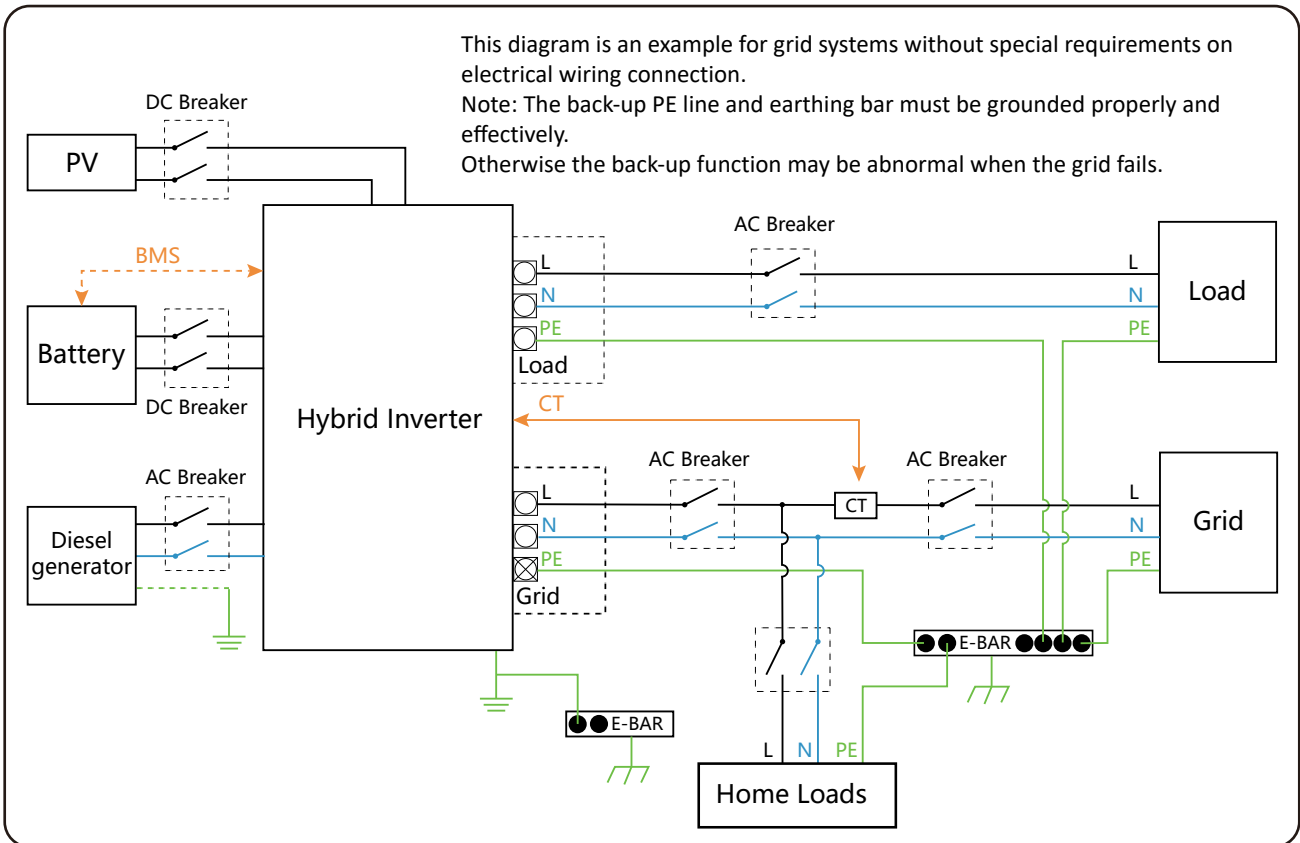 This diagram is an example for grid systems without special requirements on
electrical wiring connection.
Note: The back-up PE line and earthing bar must be grounded properly and
effectively.
Otherwise the back-up function may be abnormal when the grid fails.
DC Breaker
PV
AC Breaker
BMS
L
L
N
N
Load
PE
PE
Battery
Load
DC Breaker
CT
Hybrid Inverter
AC Breaker
AC Breaker
AC Breaker
L
CT
L
N
N
Grid
Diesel
generator
PE
PE
Grid
E-BAR
E-BAR
L
N
PE
Home Loads